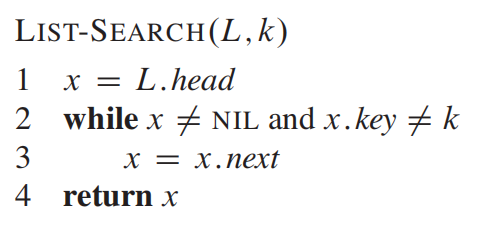 LIST-SEARCH(L, k)
1 x = L.head
2 while x ≠ NIL and x.key ≠ k
3 x = x.next
4 return x